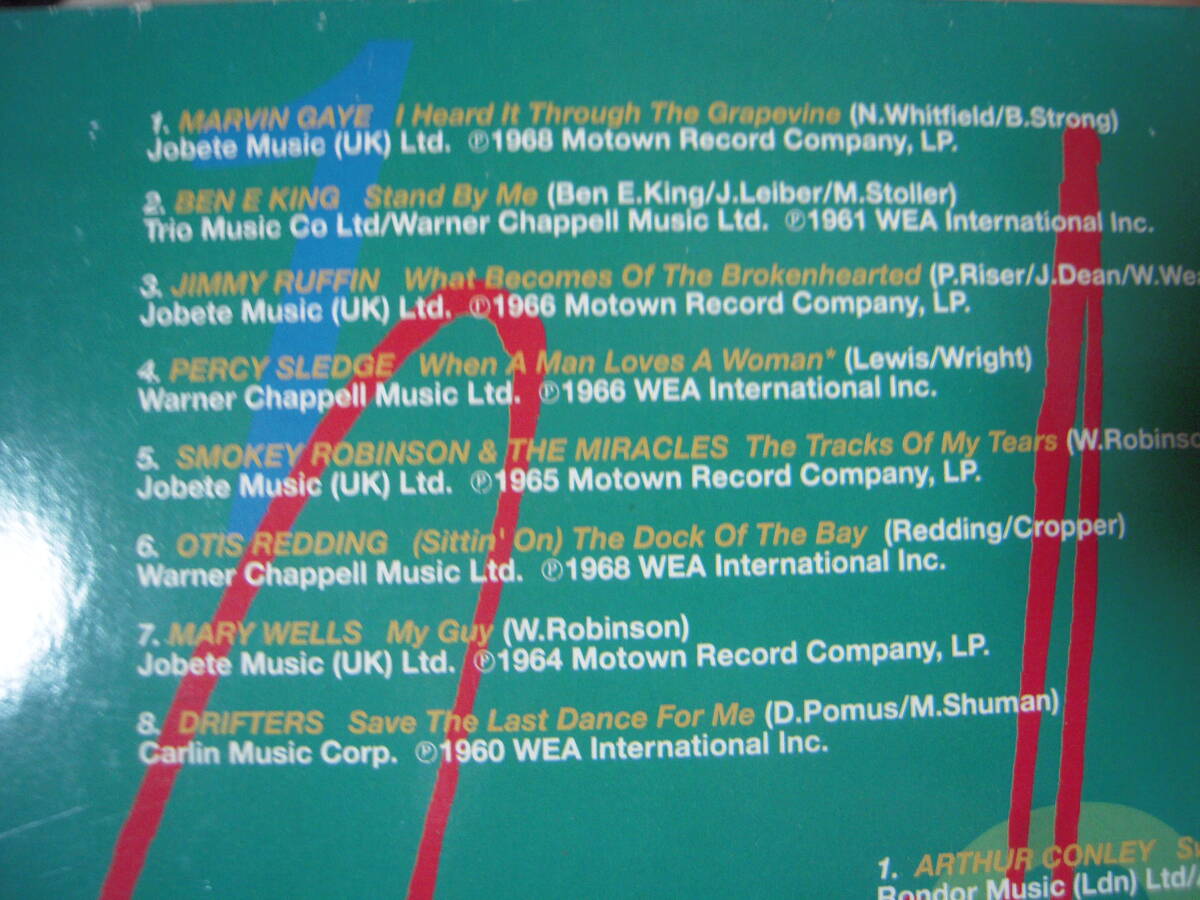 1
1. MARVIN GAYE I Heard It Through The Grapevine (N.Whitfield/B.Strong)
Jobete Music (UK) Ltd. ℗1968 Motown Record Company, LP.
2. BEN E KING Stand By Me (Ben E.King/J.Leiber/M.Stoller)
Trio Music Co Ltd/Warner Chappell Music Ltd. ℗1961 WEA International Inc.
3. JIMMY RUFFIN What Becomes Of The Brokenhearted (P.Riser/J.Dean/W.Wea
Jobete Music (UK) Ltd. ℗1966 Motown Record Company, LP.
4. PERCY SLEDGE When A Man Loves A Woman* (Lewis/Wright)
Warner Chappell Music Ltd. ℗1966 WEA International Inc.
5. SMOKEY ROBINSON & THE MIRACLES The Tracks Of My Tears (W.Robinso
Jobete Music (UK) Ltd. ℗1965 Motown Record Company, LP.
6. OTIS REDDING (Sittin' On) The Dock Of The Bay (Redding/Cropper)
Warner Chappell Music Ltd. ℗1968 WEA International Inc.
7. MARY WELLS My Guy (W.Robinson)
Jobete Music (UK) Ltd. ℗1964 Motown Record Company, LP.
8. DRIFTERS Save The Last Dance For Me (D.Pomus/M.Shuman)
Carlin Music Corp. ℗1960 WEA International Inc.
1. ARTHUR CONLEY Sw
Rondor Music (Ldn) Ltd/